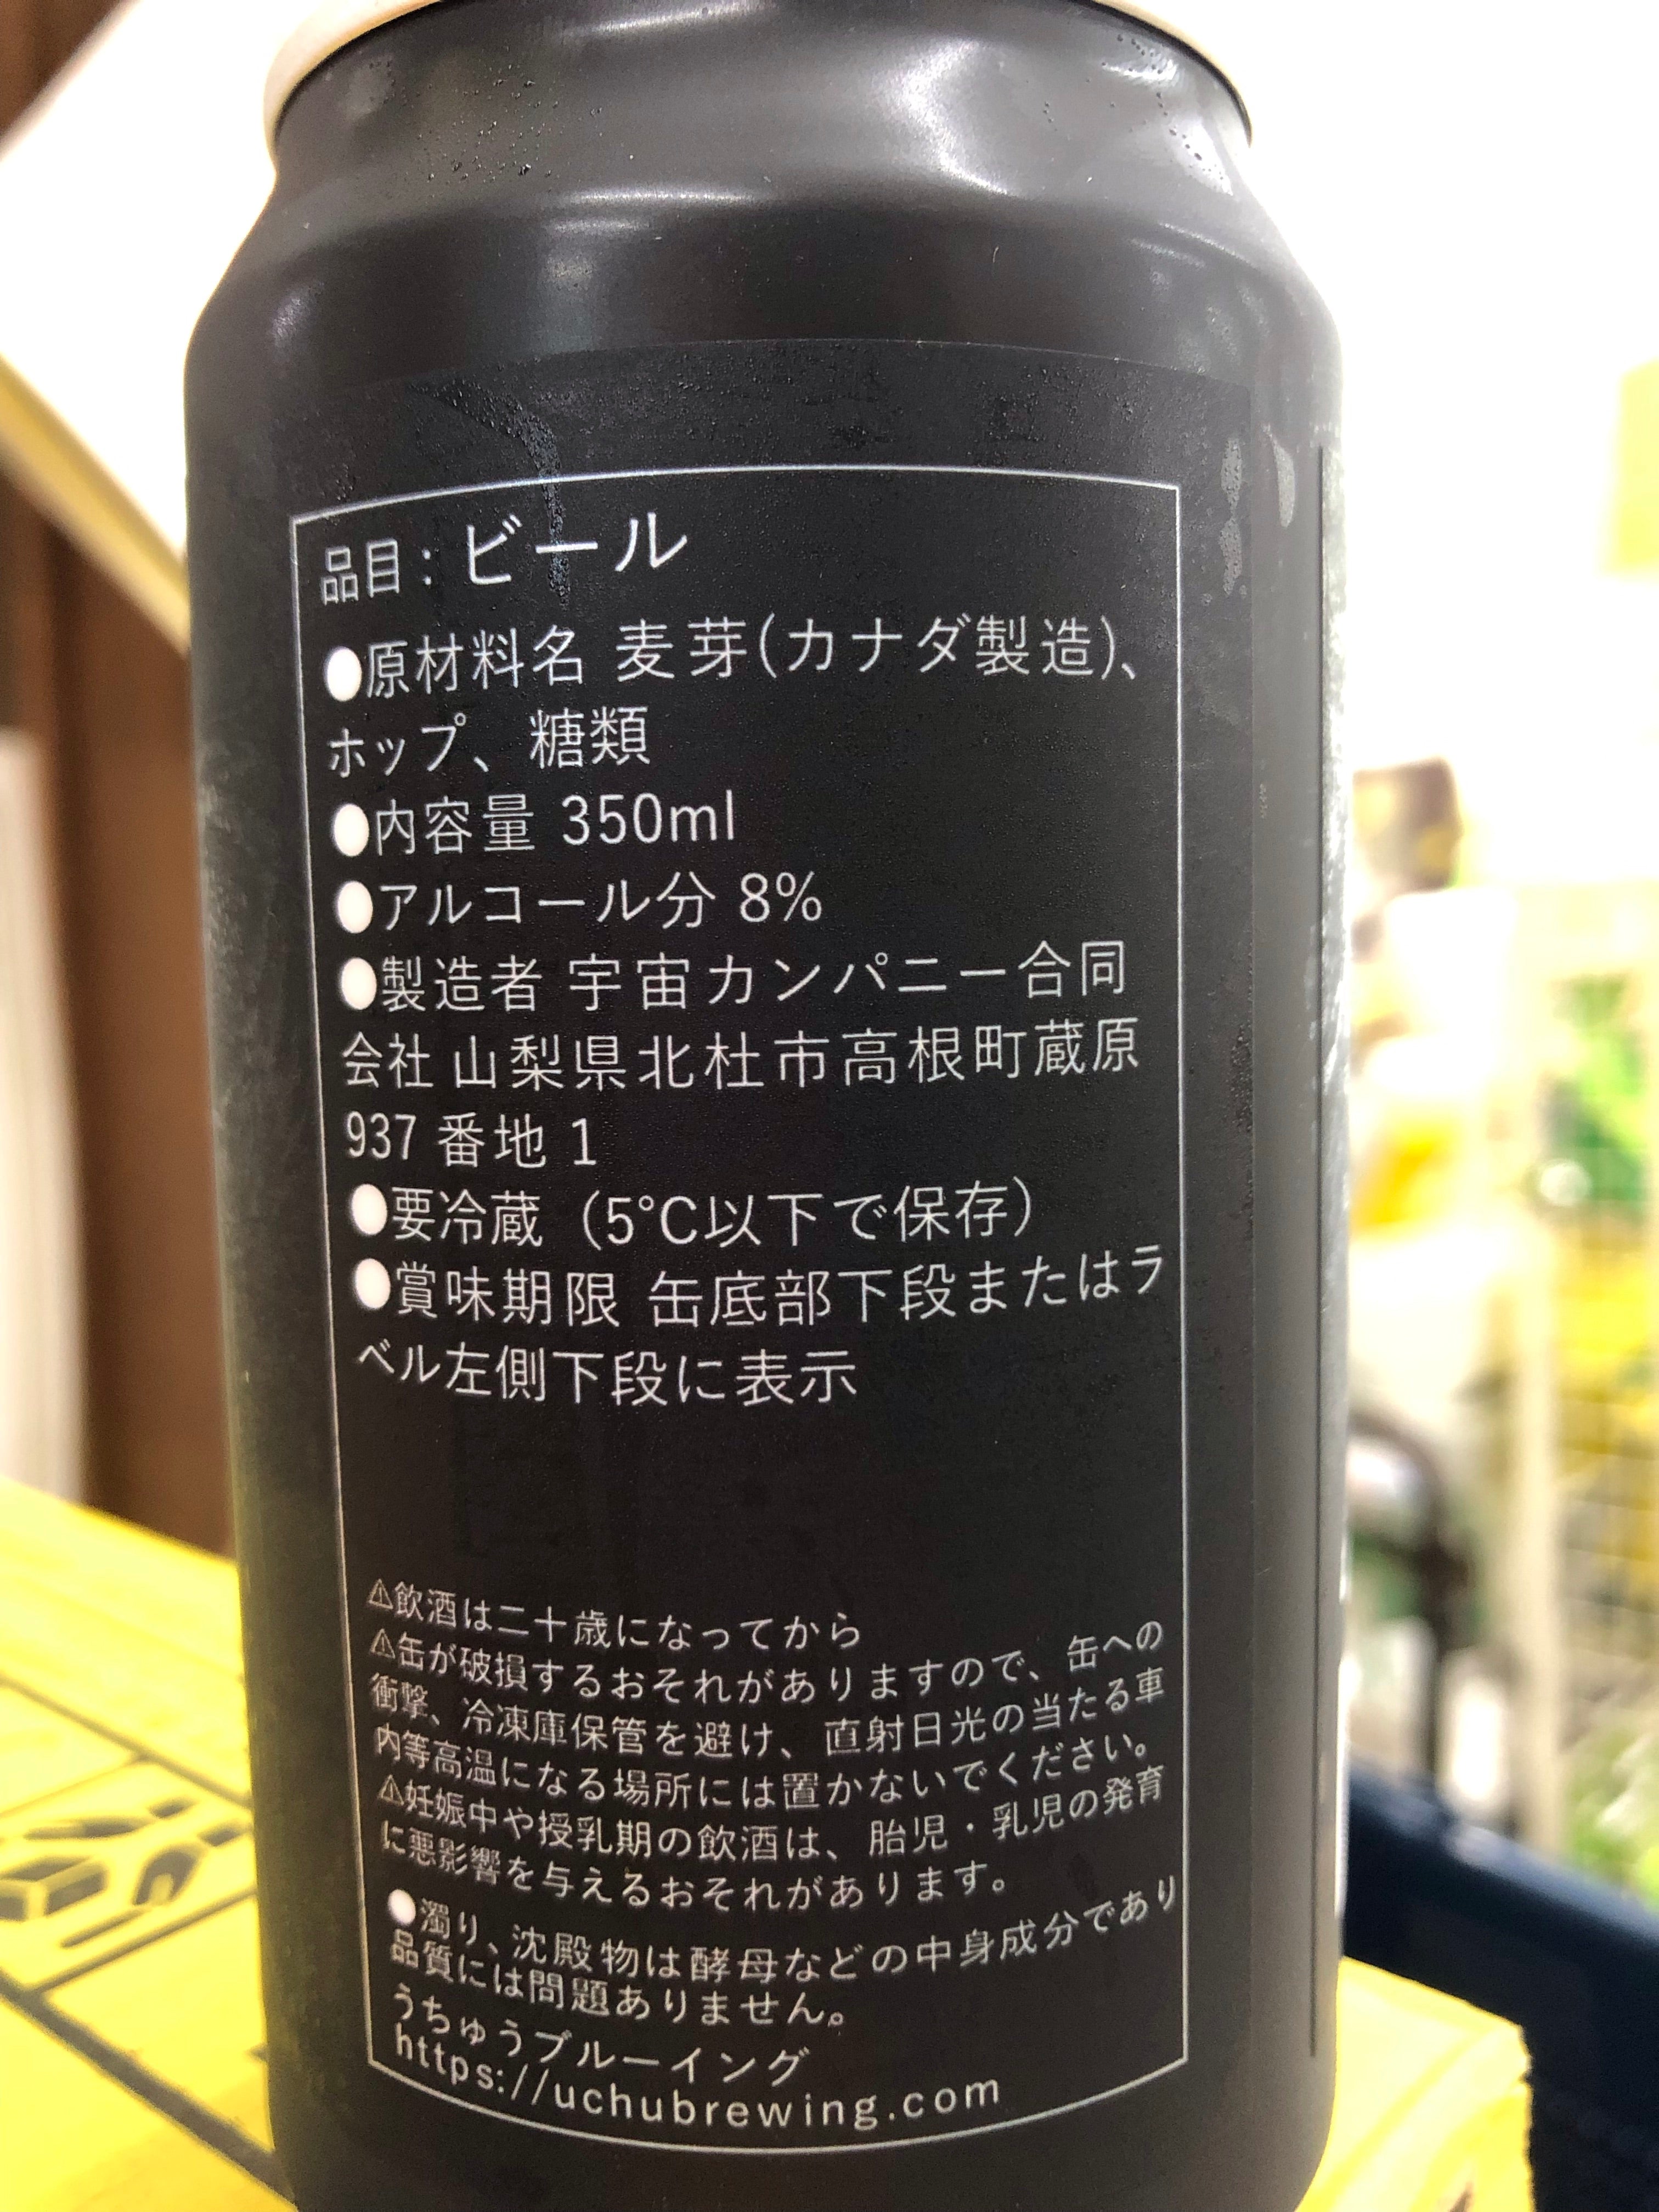 品目：ビール
●原材料名 麦芽(カナダ製造)、
ホップ、糖類
●内容量 350ml
●アルコール分 8%
●製造者 宇宙カンパニー合同
会社 山梨県北杜市高根町蔵原
937 番地 1
●要冷蔵（5℃以下で保存）
●賞味期限 缶底部下段またはラ
ベル左側下段に表示
⚠飲酒は二十歳になってから
⚠缶が破損するおそれがありますので、缶への
衝撃、冷凍庫保管を避け、直射日光の当たる車
内等高温になる場所には置かないでください。
⚠妊娠中や授乳期の飲酒は、胎児・乳児の発育
に悪影響を与えるおそれがあります。
●濁り、沈殿物は酵母などの中身成分であり
品質には問題ありません。
うちゅうブルーイング
https://uchubrewing.com